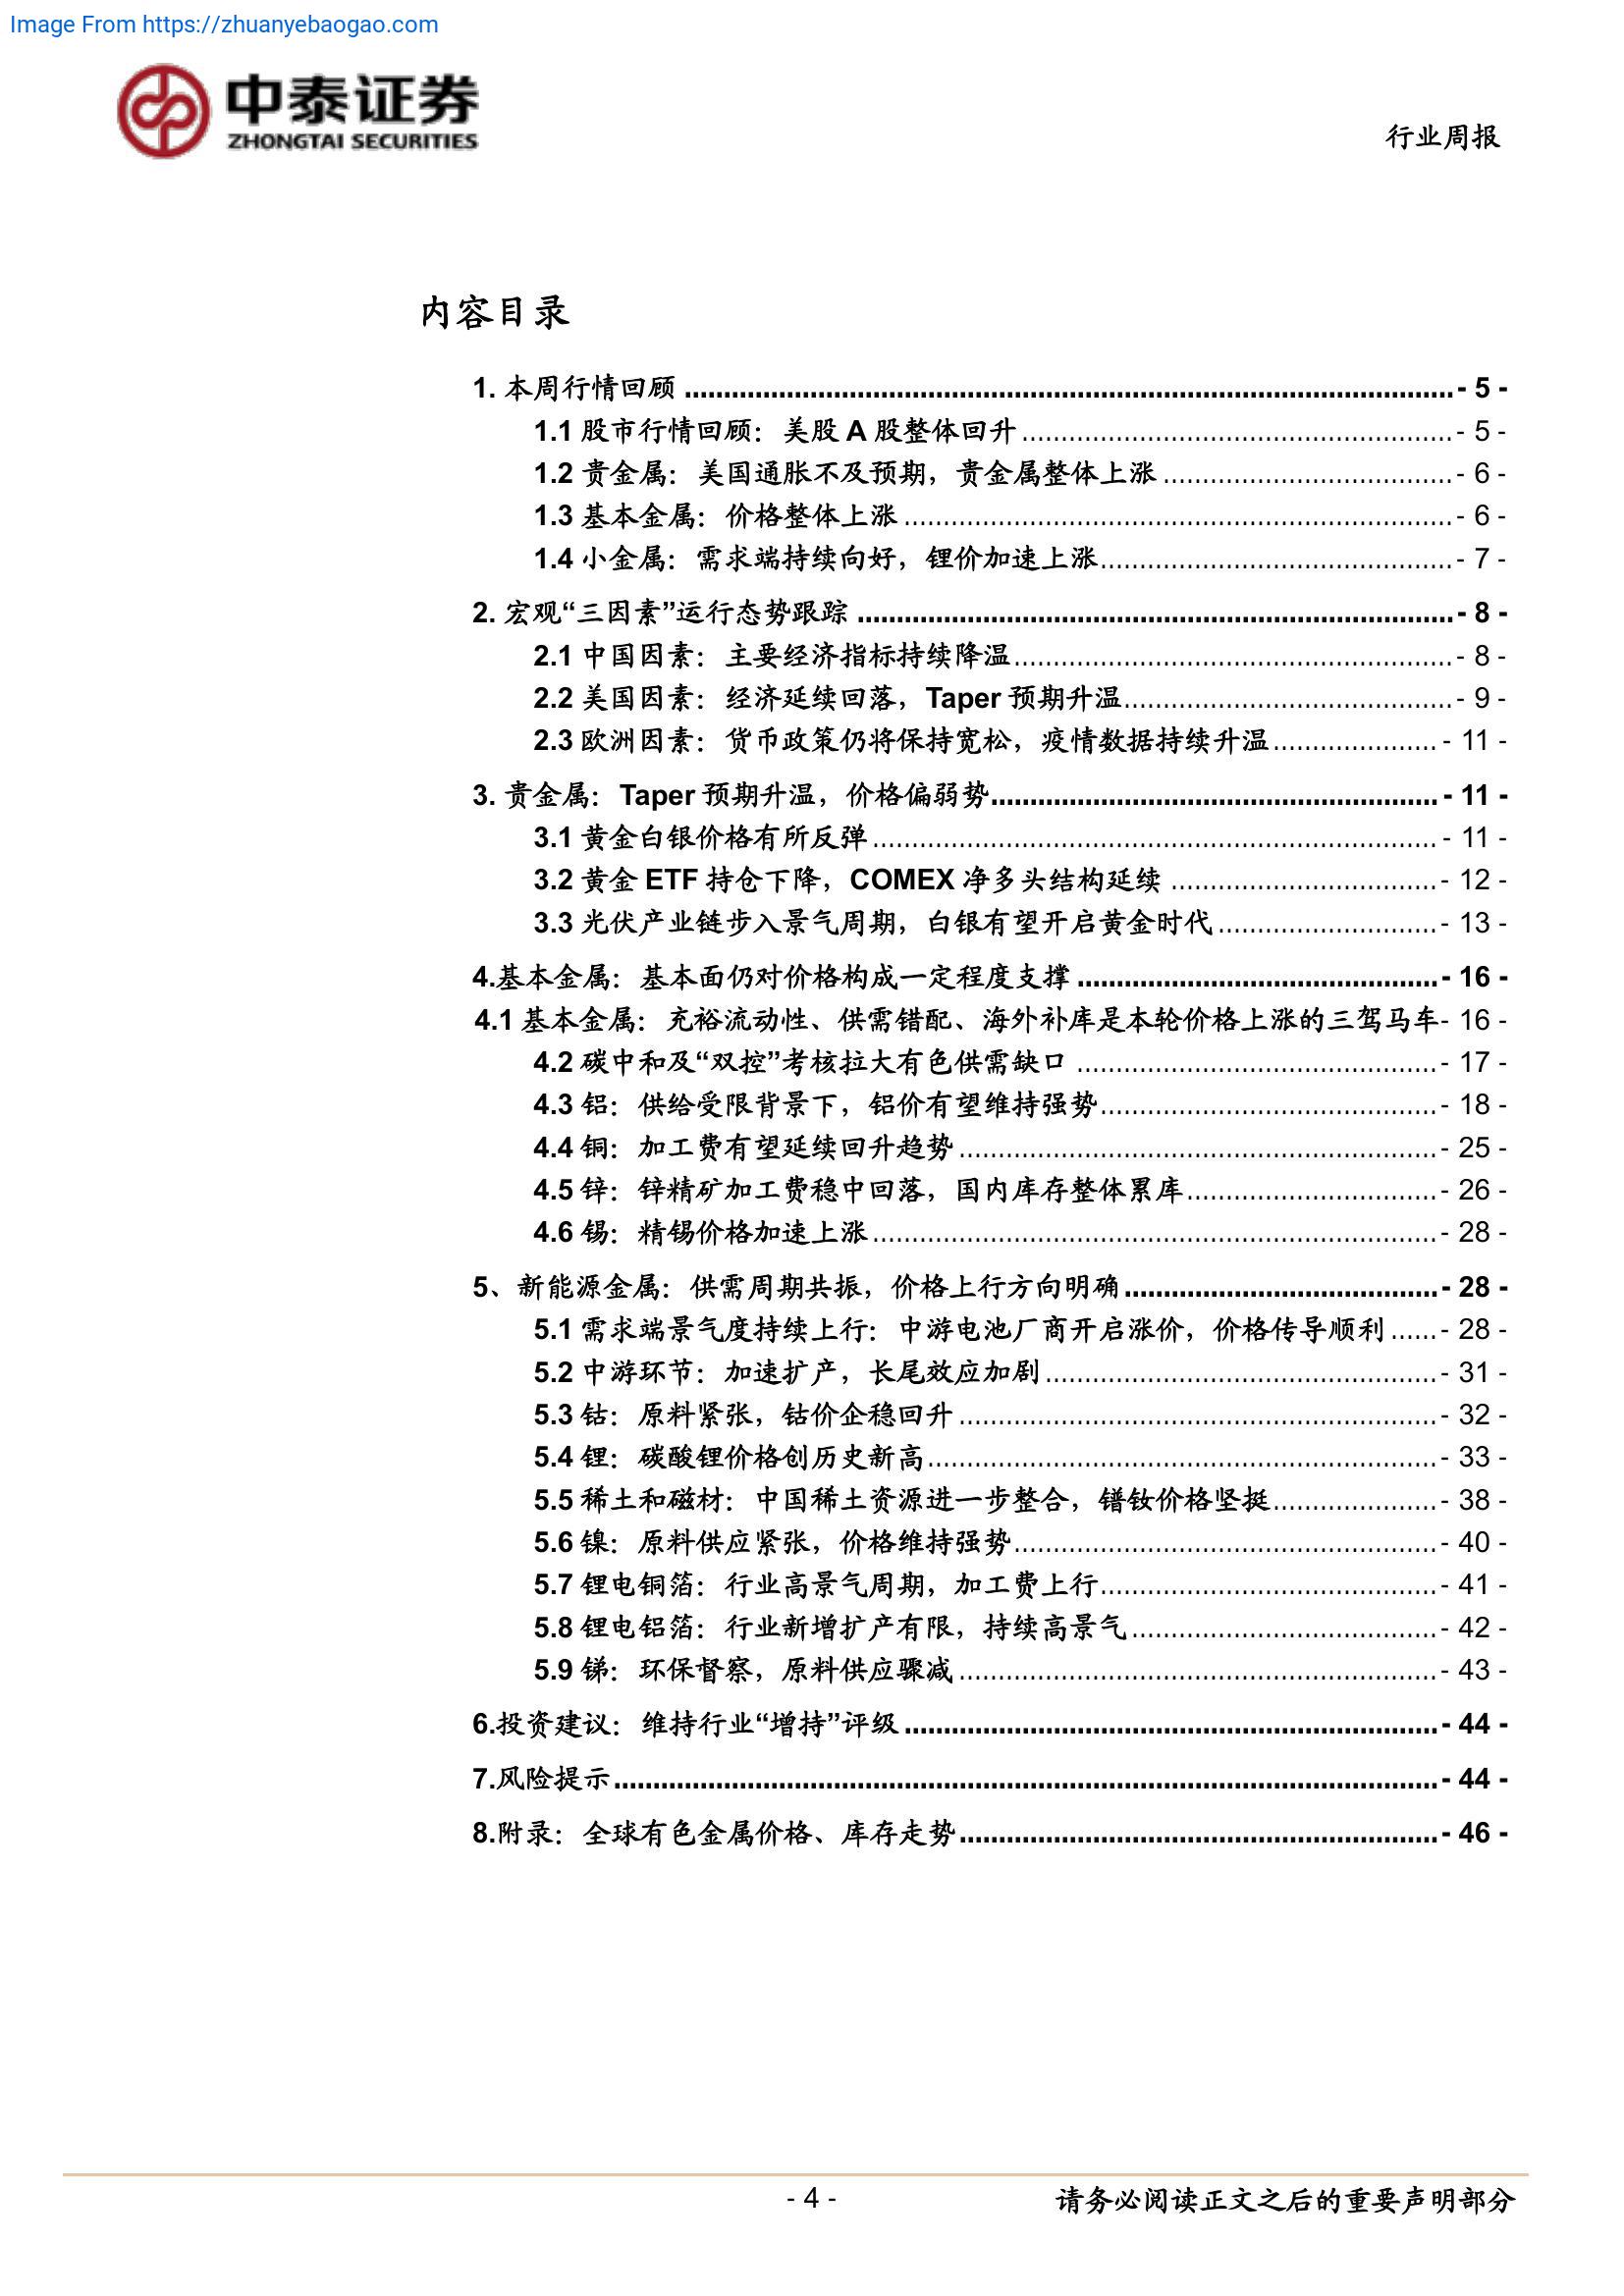 Image From https://zhuanyebaogao.com
中泰证券
ZHONGTAI SECURITIES
行业周报
内容目录
1. 本周行情回顾 ........................................ - 5 -
1.1 股市行情回顾：美股 A 股整体回升 ........................................ - 5 -
1.2 贵金属：美国通胀不及预期，贵金属整体上涨 ........................................ - 6 -
1.3 基本金属：价格整体上涨 ........................................ - 6 -
1.4 小金属：需求端持续向好，锂价加速上涨 ........................................ - 7 -
2. 宏观“三因素”运行态势跟踪 ........................................ - 8 -
2.1 中国因素：主要经济指标持续降温 ........................................ - 8 -
2.2 美国因素：经济延续回落，Taper 预期升温 ........................................ - 9 -
2.3 欧洲因素：货币政策仍将保持宽松，疫情数据持续升温 ..................... - 11 -
3. 贵金属：Taper 预期升温，价格偏弱势 ........................................ - 11 -
3.1 黄金白银价格有所反弹 ........................................ - 11 -
3.2 黄金 ETF 持仓下降，COMEX 净多头结构延续 .................................. - 12 -
3.3 光伏产业链步入景气周期，白银有望开启黄金时代 ............................ - 13 -
4.基本金属：基本面仍对价格构成一定程度支撑 ........................................ - 16 -
4.1 基本金属：充裕流动性、供需错配、海外补库是本轮价格上涨的三驾马车- 16 -
4.2 碳中和及“双控”考核拉大有色供需缺口 ........................................ - 17 -
4.3 铝：供给受限背景下，铝价有望维持强势 ........................................ - 18 -
4.4 铜：加工费有望延续回升趋势 ........................................ - 25 -
4.5 锌：锌精矿加工费稳中回落，国内库存整体累库 ................................ - 26 -
4.6 锡：精锡价格加速上涨 ........................................ - 28 -
5、新能源金属：供需周期共振，价格上行方向明确 ........................................ - 28 -
5.1 需求端景气度持续上行：中游电池厂商开启涨价，价格传导顺利 ...... - 28 -
5.2 中游环节：加速扩产，长尾效应加剧 ........................................ - 31 -
5.3 钴：原料紧张，钴价企稳回升 ........................................ - 32 -
5.4 锂：碳酸锂价格创历史新高 ........................................ - 33 -
5.5 稀土和磁材：中国稀土资源进一步整合，镨钕价格坚挺 ..................... - 38 -
5.6 镍：原料供应紧张，价格维持强势 ........................................ - 40 -
5.7 锂电铜箔：行业高景气周期，加工费上行 ........................................ - 41 -
5.8 锂电铝箔：行业新增扩产有限，持续高景气 ....................................... - 42 -
5.9 锑：环保督察，原料供应骤减 ........................................ - 43 -
6.投资建议：维持行业“增持”评级 ........................................ - 44 -
7.风险提示 ........................................ - 44 -
8.附录：全球有色金属价格、库存走势 ........................................ - 46 -
- 4 -
请务必阅读正文之后的重要声明部分